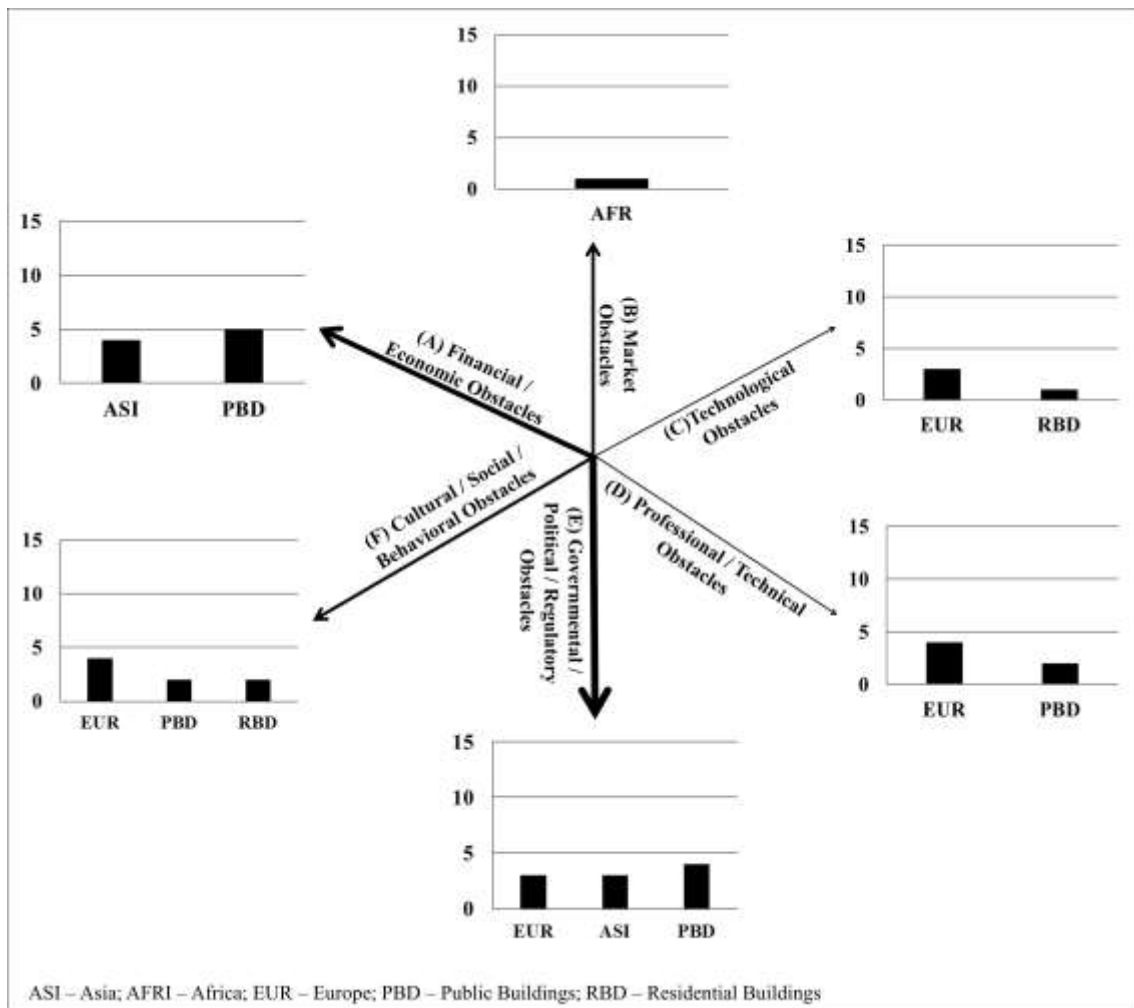 15
10
5
0
AFR
15
10
5
0
ASI PBD
15
10
5
0
EUR RBD
(A) Financial /
Economic Obstacles
(B) Market
Obstacles
(C)Technological
Obstacles
(D) Professional / Technical
Obstacles
(E) Governmental /
Political / Regulatory
Obstacles
(F) Cultural / Social /
Behavioral Obstacles
15
10
5
0
EUR PBD RBD
15
10
5
0
EUR PBD
15
10
5
0
EUR ASI PBD
ASI – Asia; AFRI – Africa; EUR – Europe; PBD – Public Buildings; RBD – Residential Buildings